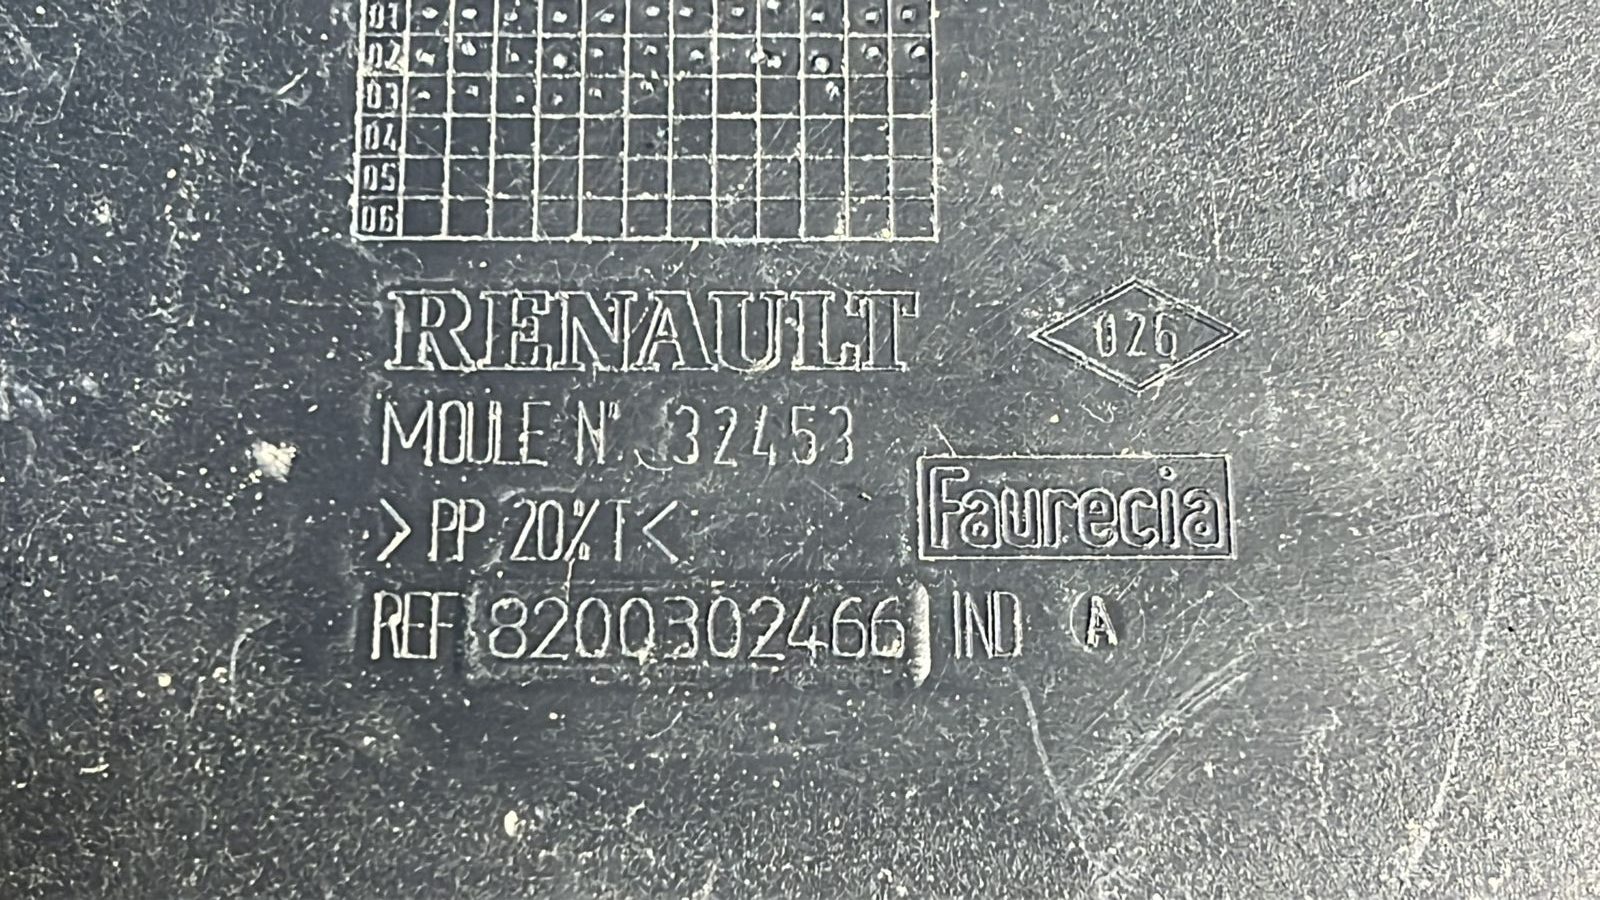 01
02
03
04
05
06
RENAULT
026
MOULE N° 32453
>PP 20%T<
Faurecia
REF 8200302466 IND A